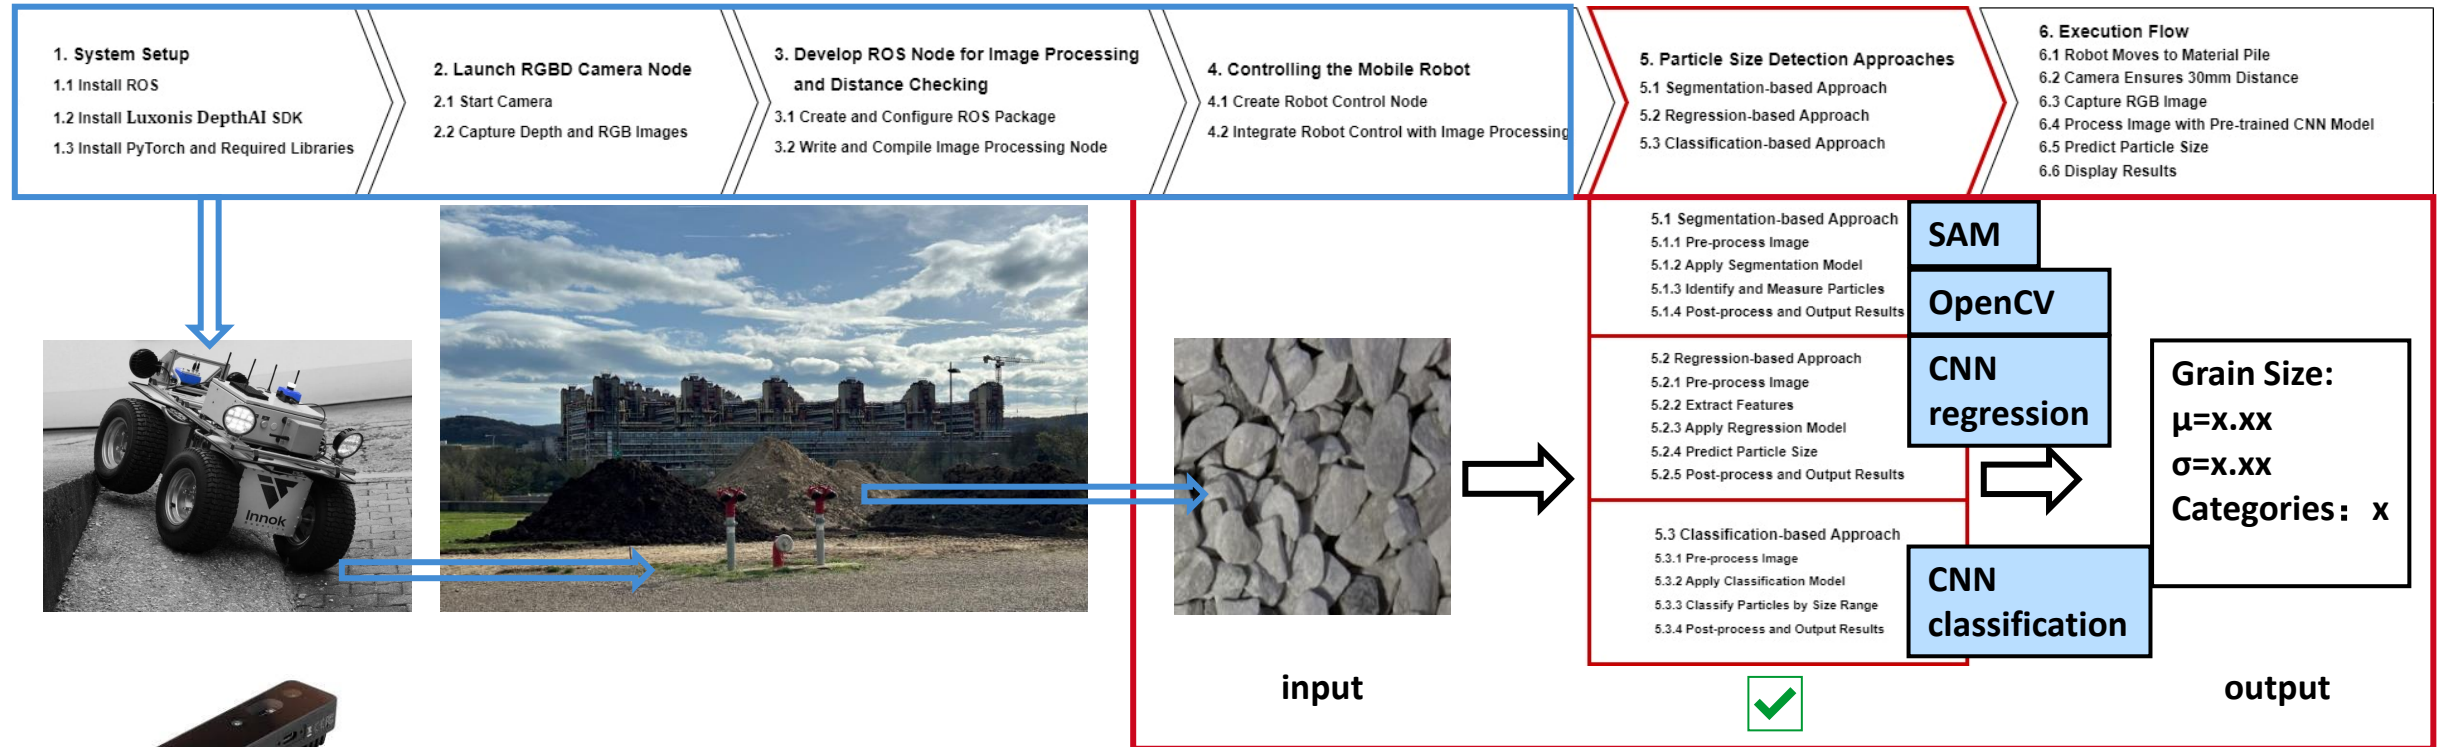 1. System Setup
1.1 Install ROS
1.2 Install Luxonis DepthAI SDK
1.3 Install PyTorch and Required Libraries
2. Launch RGBD Camera Node
2.1 Start Camera
2.2 Capture Depth and RGB Images
3. Develop ROS Node for Image Processing
and Distance Checking
3.1 Create and Configure ROS Package
3.2 Write and Compile Image Processing Node
4. Controlling the Mobile Robot
4.1 Create Robot Control Node
4.2 Integrate Robot Control with Image Processing
5. Particle Size Detection Approaches
5.1 Segmentation-based Approach
5.2 Regression-based Approach
5.3 Classification-based Approach
6. Execution Flow
6.1 Robot Moves to Material Pile
6.2 Camera Ensures 30mm Distance
6.3 Capture RGB Image
6.4 Process Image with Pre-trained CNN Model
6.5 Predict Particle Size
6.6 Display Results
Innok
input
5.1 Segmentation-based Approach
5.1.1 Pre-process Image
5.1.2 Apply Segmentation Model
5.1.3 Identify and Measure Particles
5.1.4 Post-process and Output Results
SAM
OpenCV
5.2 Regression-based Approach
5.2.1 Pre-process Image
5.2.2 Extract Features
5.2.3 Apply Regression Model
5.2.4 Predict Particle Size
5.2.5 Post-process and Output Results
CNN
regression
5.3 Classification-based Approach
5.3.1 Pre-process Image
5.3.2 Apply Classification Model
5.3.3 Classify Particles by Size Range
5.3.4 Post-process and Output Results
CNN
classification
Grain Size:
μ=x.xx
σ=x.xx
Categories：x
output